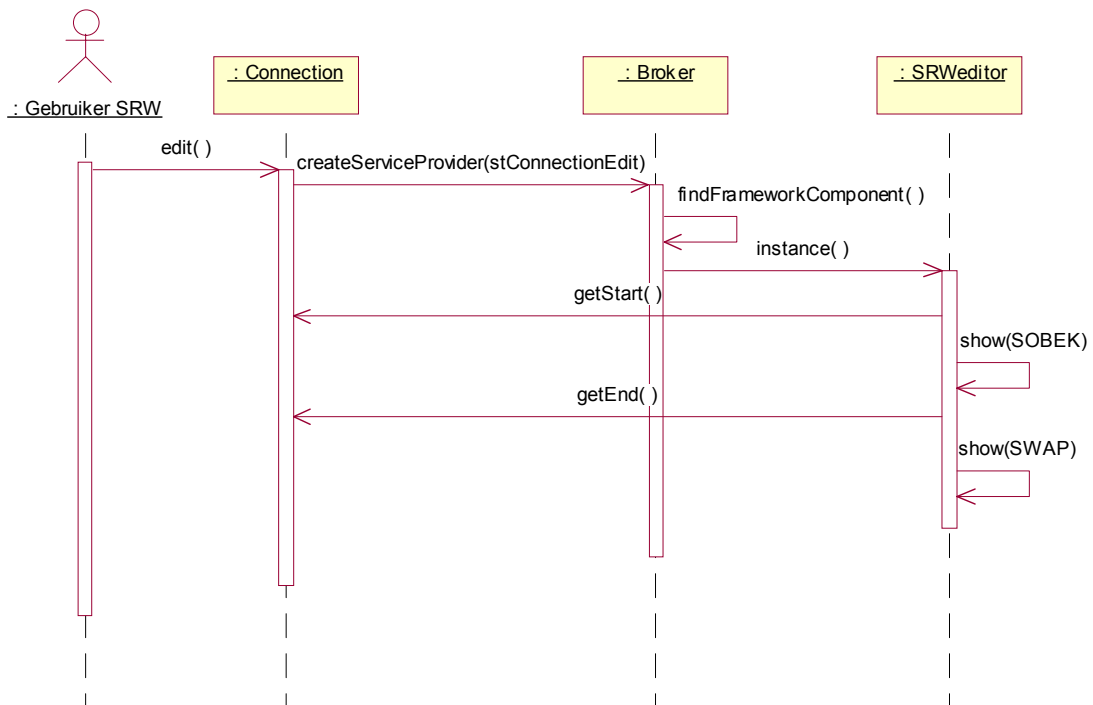 : Gebruiker SRW
: Connection
: Broker
: SRWeditor
edit( )
createServiceProvider(stConnectionEdit)
findFrameworkComponent( )
instance( )
getStart( )
show(SOBEK)
getEnd( )
show(SWAP)